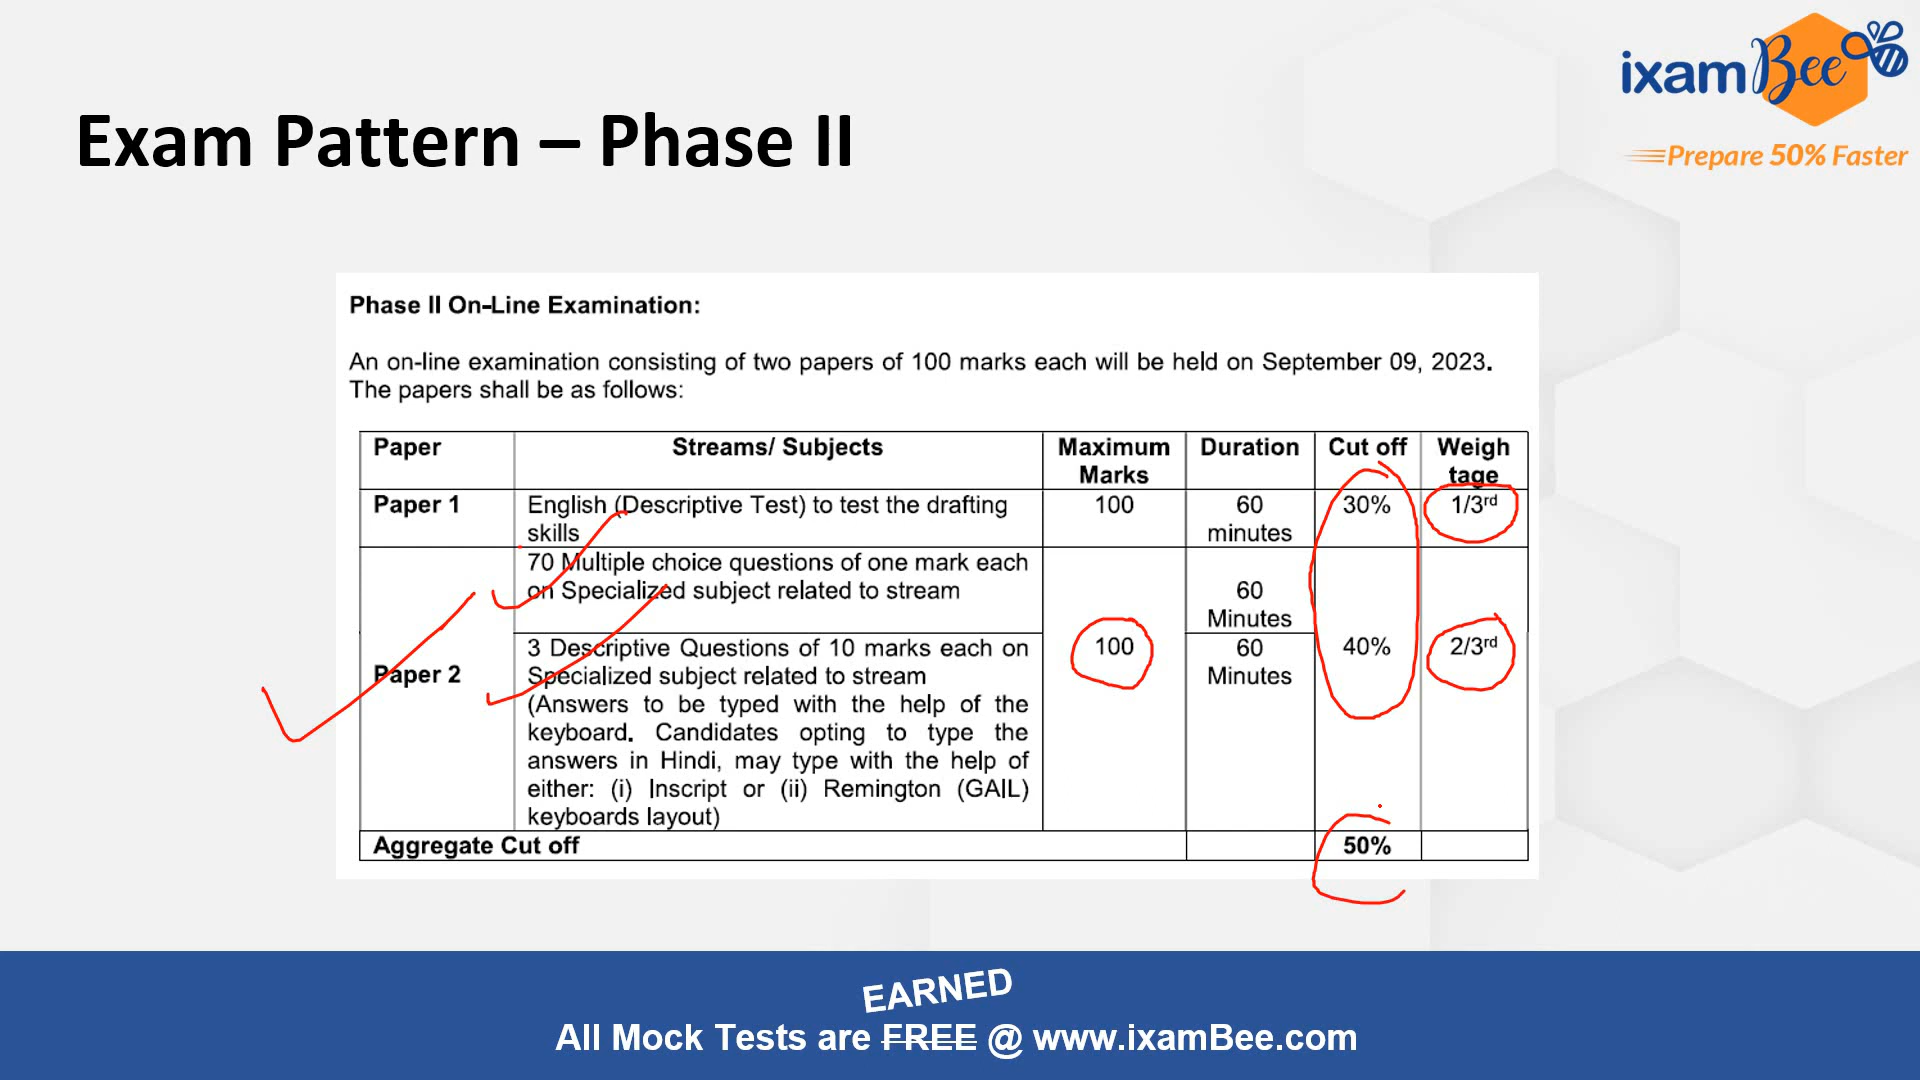 ixamBee
Prepare 50% Faster
Exam Pattern – Phase II
Phase II On-Line Examination:
An on-line examination consisting of two papers of 100 marks each will be held on September 09, 2023.
The papers shall be as follows:
Paper Streams/ Subjects Maximum Marks Duration Cut off Weigh tage
Paper 1 English (Descriptive Test) to test the drafting skills 100 60 minutes 30% 1/3rd
Paper 2 70 Multiple choice questions of one mark each
on Specialized subject related to stream
60 Minutes
3 Descriptive Questions of 10 marks each on
Specialized subject related to stream
100 60 Minutes 40% 2/3rd
(Answers to be typed with the help of the
keyboard. Candidates opting to type the
answers in Hindi, may type with the help of
either: (i) Inscript or (ii) Remington (GAIL)
keyboards layout)
Aggregate Cut off 50%
EARNED
All Mock Tests are FREE @ www.ixamBee.com